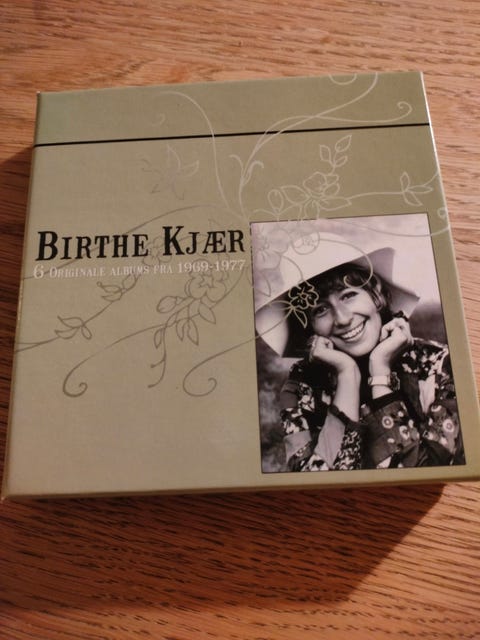 BIRTHE KJÆR
6 ORIGINALE ALBUMS FRA 1969-1977